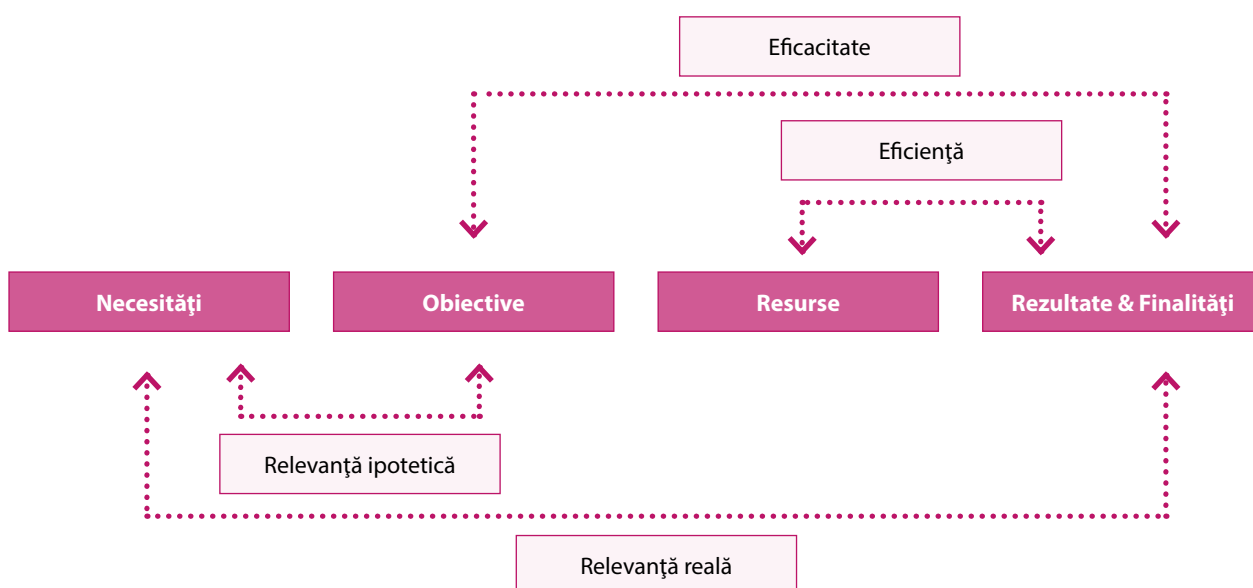 Eficacitate
Eficienţă
Necesităţi
Obiective
Resurse
Rezultate & Finalităţi
Relevanţă ipotetică
Relevanţă reală